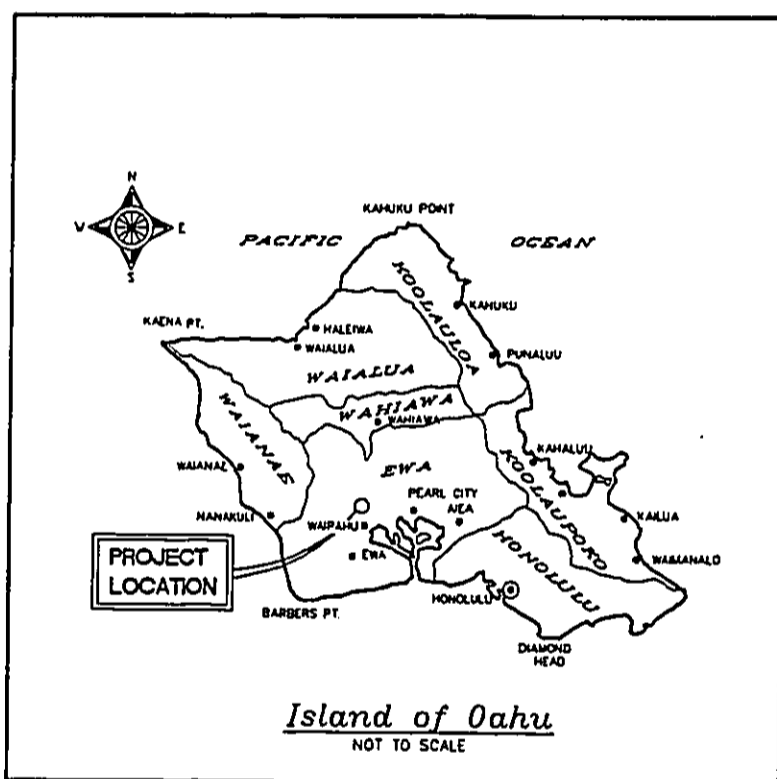 N
W E
S
KAHUKU POINT
PACIFIC OCEAN
KOOLAULOA
KAHUKU
KAENA PT.
HALEIWA
WAIALUA
PUNALUU
WAIALUA
WAHIAWA
WAHIAWA
WAIANAE
KAHALUU
WAIANAE
EWA
KOOLAUPOKO
NANAKULI
PEARL CITY
AIEA
KAILUA
WAIPAHU
PROJECT
LOCATION
EWA
HONOLULU
WAIMANALO
BARBERS PT.
HONOLULU
DIAMOND
HEAD
Island of Oahu
NOT TO SCALE